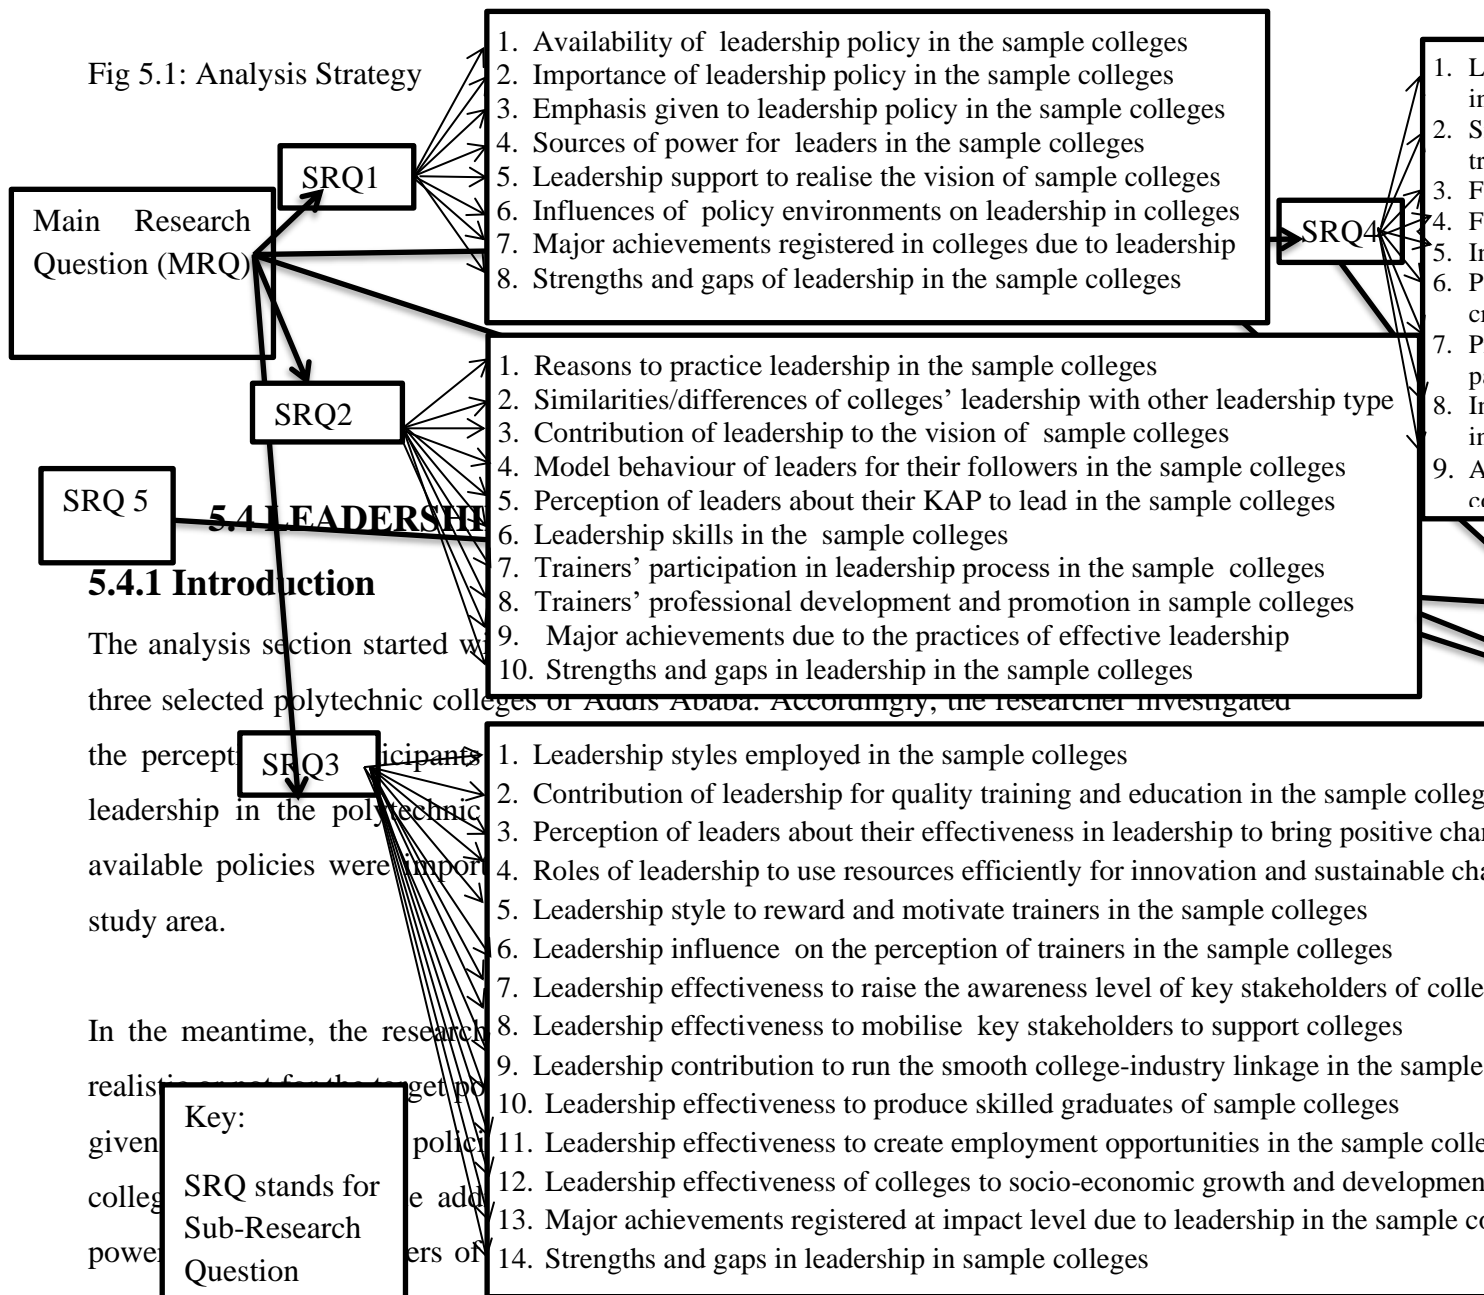 Fig 5.1: Analysis Strategy
Main Research
Question (MRQ)
SRQ1
1. Availability of leadership policy in the sample colleges
2. Importance of leadership policy in the sample colleges
3. Emphasis given to leadership policy in the sample colleges
4. Sources of power for leaders in the sample colleges
5. Leadership support to realise the vision of sample colleges
6. Influences of policy environments on leadership in colleges
7. Major achievements registered in colleges due to leadership
8. Strengths and gaps of leadership in the sample colleges
SRQ4
1.
2.
3.
4.
5.
6.
7.
8.
9.
SRQ2
1. Reasons to practice leadership in the sample colleges
2. Similarities/differences of colleges’ leadership with other leadership type
3. Contribution of leadership to the vision of sample colleges
4. Model behaviour of leaders for their followers in the sample colleges
5. Perception of leaders about their KAP to lead in the sample colleges
6. Leadership skills in the sample colleges
7. Trainers’ participation in leadership process in the sample colleges
8. Trainers’ professional development and promotion in sample colleges
9. Major achievements due to the practices of effective leadership
10. Strengths and gaps in leadership in the sample colleges
SRQ 5
5.4
5.4.1 Introduction
The analysis section started
three selected polytechnic colleges of Addis Ababa. Accordingly, the researcher investigated
the
leadership in the polytechnic
available policies were
study area.
In the meantime, the
given
SRQ3
1. Leadership styles employed in the sample colleges
2. Contribution of leadership for quality training and education in the sample
3. Perception of leaders about their effectiveness in leadership to bring positive
4. Roles of leadership to use resources efficiently for innovation and sustainable
5. Leadership style to reward and motivate trainers in the sample colleges
6. Leadership influence on the perception of trainers in the sample colleges
7. Leadership effectiveness to raise the awareness level of key stakeholders of
8. Leadership effectiveness to mobilise key stakeholders to support colleges
9. Leadership contribution to run the smooth college-industry linkage in the sample
10. Leadership effectiveness to produce skilled graduates of sample colleges
11. Leadership effectiveness to create employment opportunities in the sample
12. Leadership effectiveness of colleges to socio-economic growth and development
13. Major achievements registered at impact level due to leadership in the sample
14. Strengths and gaps in leadership in sample colleges
Key:
SRQ stands for
Sub-Research
Question